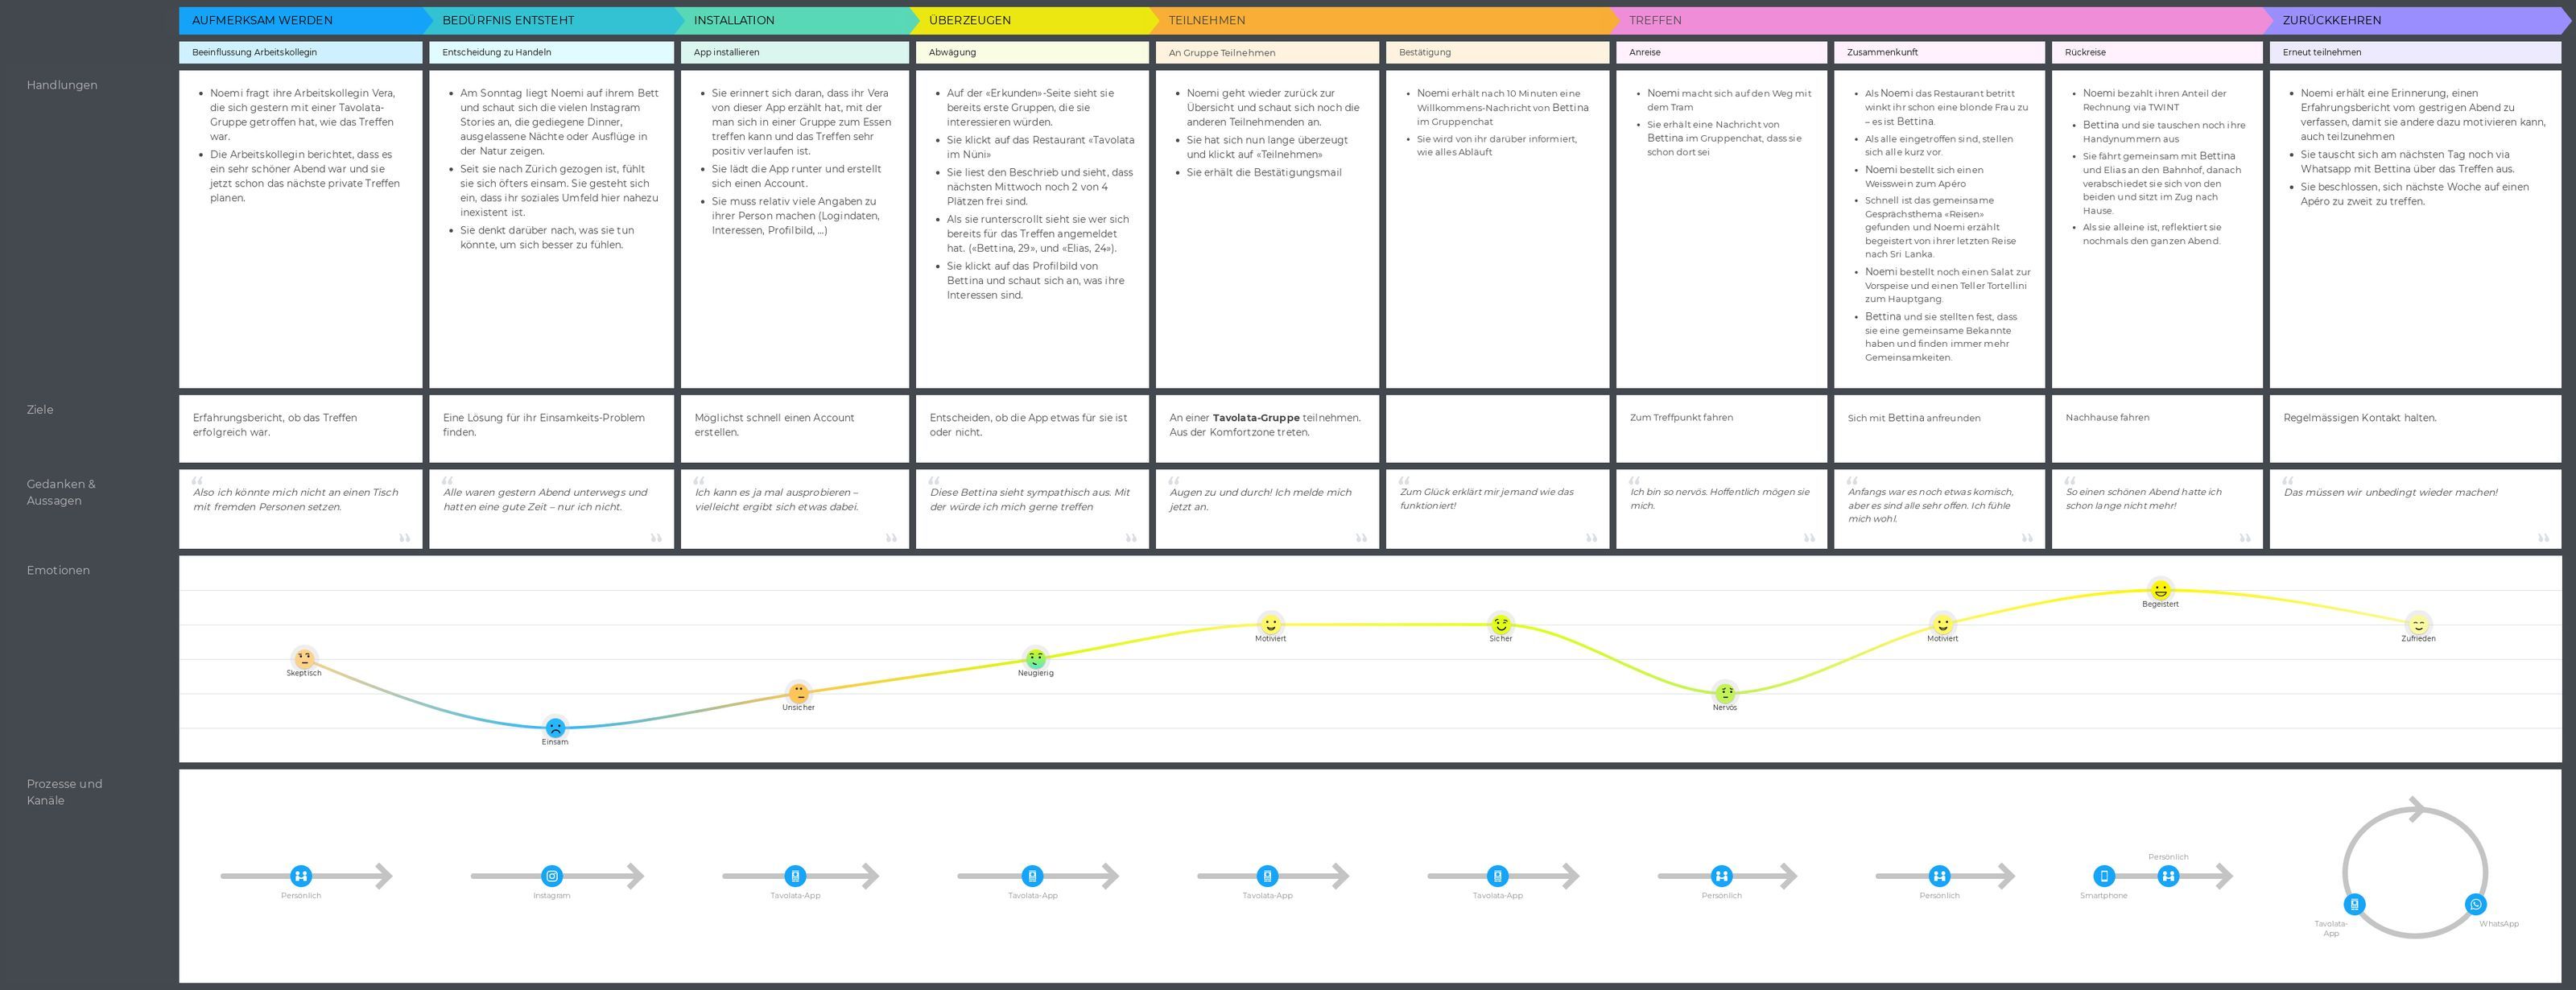 AUFMERKSAM WERDEN
BEDÜRFNIS ENTSTEHT
INSTALLATION
ÜBERZEUGEN
TEILNEHMEN
TREFFEN
ZURÜCKKEHREN
Beeinflussung Arbeitskollegin
Entscheidung zu Handeln
App installieren
Abwägung
An Gruppe Teilnehmen
Bestätigung
Anreise
Zusammenkunft
Rückreise
Erneut teilnehmen
Handlungen
• Noemi fragt ihre Arbeitskollegin Vera,
die sich gestern mit einer Tavolata-
Gruppe getroffen hat, wie das Treffen
war.
• Die Arbeitskollegin berichtet, dass es
ein sehr schöner Abend war und sie
jetzt schon das nächste private Treffen
planen.
• Am Sonntag liegt Noemi auf ihrem Bett
und schaut sich die vielen Instagram
Stories an, die gediegene Dinner,
ausgelassene Nächte oder Ausflüge in
der Natur zeigen.
• Seit sie nach Zürich gezogen ist, fühlt
sie sich öfters einsam. Sie gesteht sich
ein, dass ihr soziales Umfeld hier nahezu
inexistent ist.
• Sie denkt darüber nach, was sie tun
könnte, um sich besser zu fühlen.
• Sie erinnert sich daran, dass ihr Vera
von dieser App erzählt hat, mit der
man sich in einer Gruppe zum Essen
treffen kann und das Treffen sehr
positiv verlaufen ist.
• Sie lädt die App runter und erstellt
sich einen Account.
• Sie muss relativ viele Angaben zu
ihrer Person machen (Logindaten,
Interessen, Profilbild, ...)
• Auf der «Erkunden»-Seite sieht sie
bereits erste Gruppen, die sie
interessieren würden.
• Sie klickt auf das Restaurant «Tavolata
im Nüni»
• Sie liest den Beschrieb und sieht, dass
nächsten Mittwoch noch 2 von 4
Plätzen frei sind.
• Als sie runterscrollt sieht sie wer sich
bereits für das Treffen angemeldet
hat. («Bettina, 29», und «Elias, 24»).
• Sie klickt auf das Profilbild von
Bettina und schaut sich an, was ihre
Interessen sind.
• Noemi geht wieder zurück zur
Übersicht und schaut sich noch die
anderen Teilnehmenden an.
• Sie hat sich nun lange überzeugt
und klickt auf «Teilnehmen»
• Sie erhält die Bestätigungsmail
• Noemi erhält nach 10 Minuten eine
Willkommens-Nachricht von Bettina
im Gruppenchat
• Sie wird von ihr darüber informiert,
wie alles Abläuft
• Noemi macht sich auf den Weg mit
dem Tram
• Sie erhält eine Nachricht von
Bettina im Gruppenchat, dass sie
schon dort sei
• Als Noemi das Restaurant betritt
winkt ihr schon eine blonde Frau zu
– es ist Bettina.
• Als alle eingetroffen sind, stellen
sich alle kurz vor.
• Noemi bestellt sich einen
Weisswein zum Apéro
• Schnell ist das gemeinsame
Gesprächsthema «Reisen»
gefunden und Noemi erzählt
begeistert von ihrer letzten Reise
nach Sri Lanka.
• Noemi bestellt noch einen Salat zur
Vorspeise und einen Teller Tortellini
zum Hauptgang.
• Bettina und sie stellten fest, dass
sie eine gemeinsame Bekannte
haben und finden immer mehr
Gemeinsamkeiten.
• Noemi bezahlt ihren Anteil der
Rechnung via TWINT
• Bettina und sie tauschen noch ihre
Handynummern aus
• Sie fährt gemeinsam mit Bettina
und Elias an den Bahnhof, danach
verabschiedet sie sich von den
beiden und sitzt im Zug nach
Hause.
• Als sie alleine ist, reflektiert sie
nochmals den ganzen Abend.
• Noemi erhält eine Erinnerung, einen
Erfahrungsbericht vom gestrigen Abend zu
verfassen, damit sie andere dazu motivieren kann,
auch teilzunehmen
• Sie tauscht sich am nächsten Tag noch via
Whatsapp mit Bettina über das Treffen aus.
• Sie beschlossen, sich nächste Woche auf einen
Apéro zu zweit zu treffen.
Ziele
Erfahrungsbericht, ob das Treffen
erfolgreich war.
Eine Lösung für ihr Einsamkeits-Problem
finden.
Möglichst schnell einen Account
erstellen.
Entscheiden, ob die App etwas für sie ist
oder nicht.
An einer Tavolata-Gruppe teilnehmen.
Aus der Komfortzone treten.
Zum Treffpunkt fahren
Sich mit Bettina anfreunden
Nachhause fahren
Regelmässigen Kontakt halten.
Gedanken &
Aussagen
“Also ich könnte mich nicht an einen Tisch
mit fremden Personen setzen.”
“Alle waren gestern Abend unterwegs und
hatten eine gute Zeit – nur ich nicht.”
“Ich kann es ja mal ausprobieren –
vielleicht ergibt sich etwas dabei.”
“Diese Bettina sieht sympathisch aus. Mit
der würde ich mich gerne treffen”
“Augen zu und durch! Ich melde mich
jetzt an.”
“Zum Glück erklärt mir jemand wie das
funktioniert!”
“Ich bin so nervös. Hoffentlich mögen sie
mich.”
“Anfangs war es noch etwas komisch,
aber es sind alle sehr offen. Ich fühle
mich wohl.”
“So einen schönen Abend hatte ich
schon lange nicht mehr!”
“Das müssen wir unbedingt wieder machen!”
Emotionen
Skeptisch
Einsam
Unsicher
Neugierig
Motiviert
Sicher
Nervös
Motiviert
Begeistert
Zufrieden
Prozesse und
Kanäle
Persönlich
Instagram
Tavolata-App
Tavolata-App
Tavolata-App
Tavolata-App
Persönlich
Persönlich
Smartphone
Persönlich
Tavolata-
App
WhatsApp